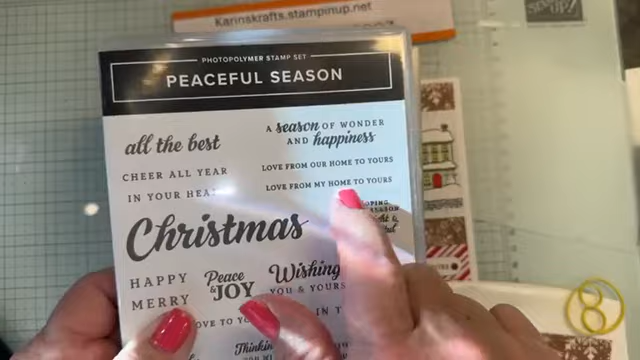 Karinskrafts.stampinup.net
PHOTOPOLYMER STAMP SET
PEACEFUL SEASON
all the best
A season OF WONDER
AND happiness
CHEER ALL YEAR
IN YOUR
LOVE FROM OUR HOME TO YOURS
LOVE FROM MY HOME TO YOURS
Christmas
HAPPY
MERRY
Peace
& JOY
Wishing
YOU & YOURS
IN T
8